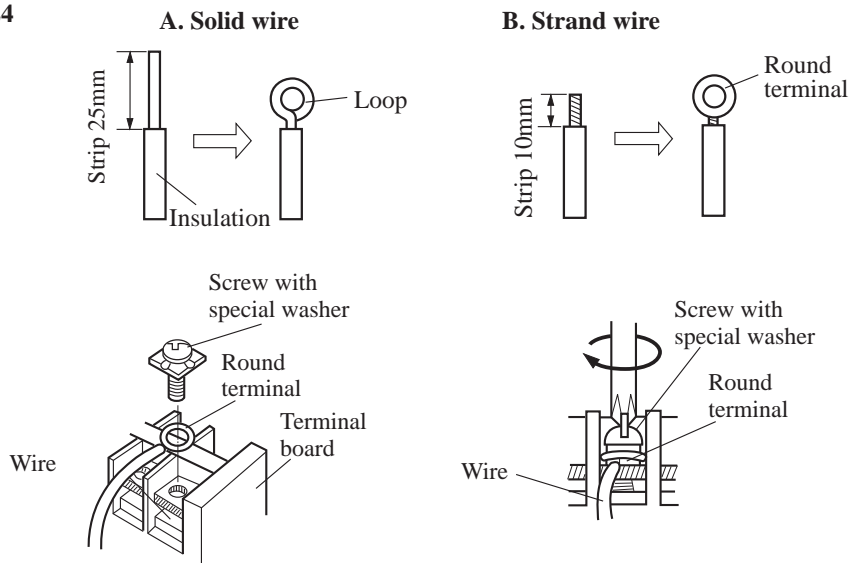 4
A. Solid wire
B. Strand wire
Strip 25mm
Loop
Insulation
Strip 10mm
Round
terminal
Screw with
special washer
Round
terminal
Terminal
board
Wire
Screw with
special washer
Round
terminal
Wire